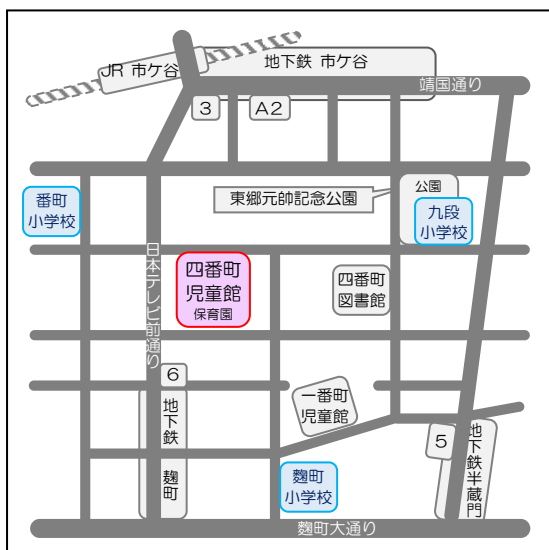 JR 市ケ谷
地下鉄 市ケ谷
靖国通り
3
A2
番町
小学校
東郷元帥記念公園
公園
九段
小学校
日本テレビ前通り
四番町
児童館
保育園
四番町
図書館
6
地下鉄 麹町
一番町
児童館
5
地下鉄半蔵門
麴町
小学校
麴町大通り